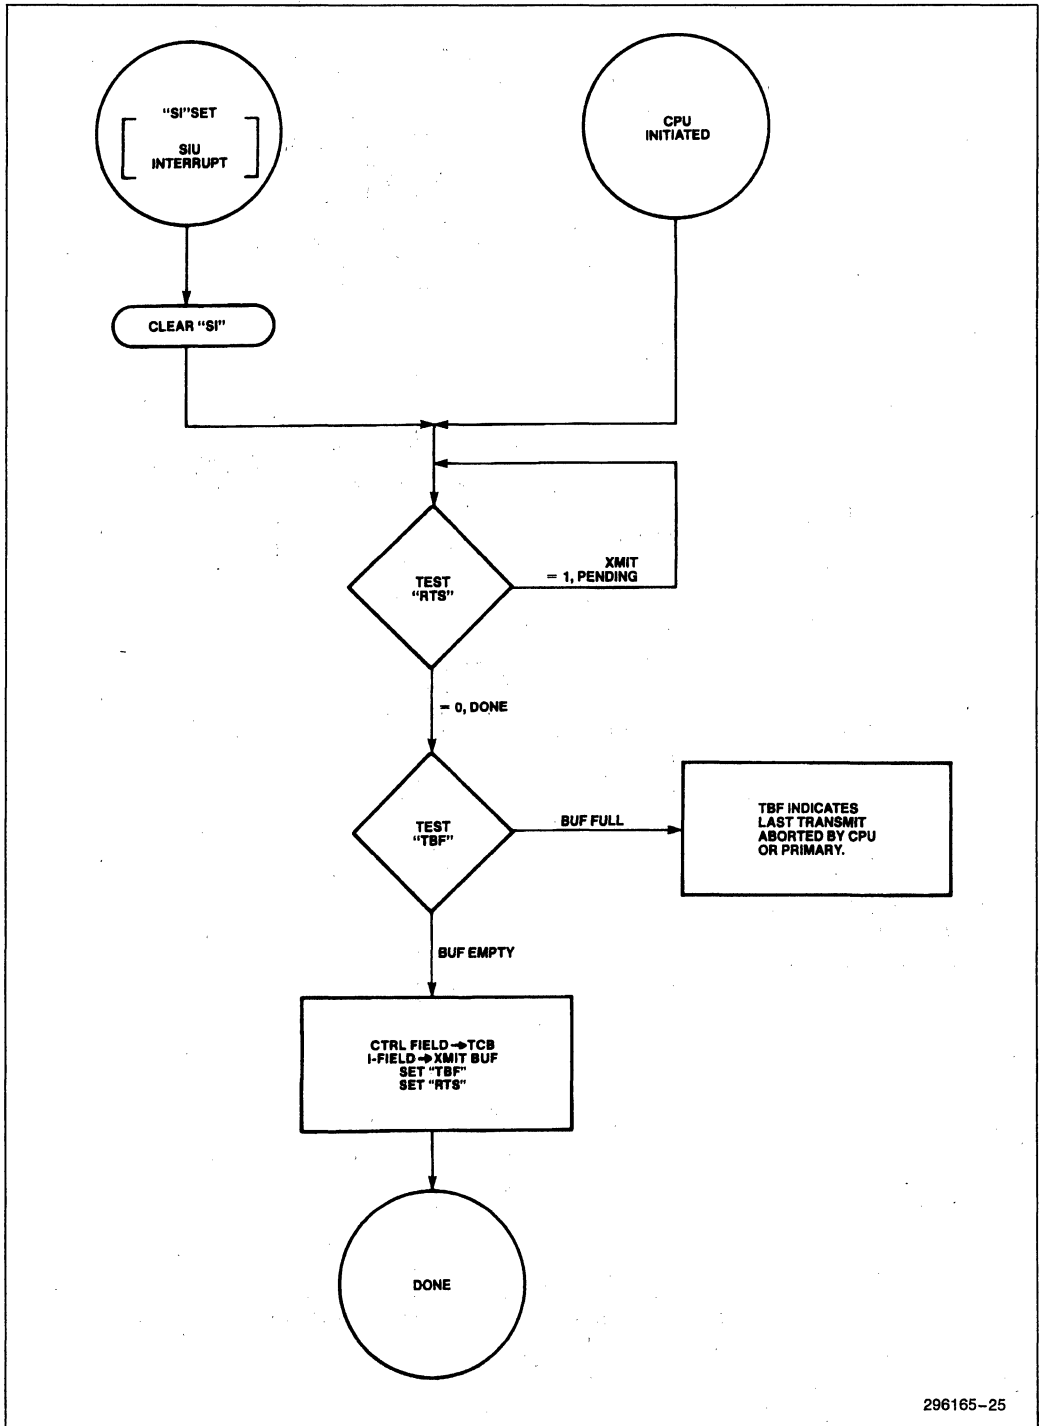 "SI"SET
SIU
INTERRUPT
CPU
INITIATED
CLEAR "SI"
XMIT
= 1, PENDING
TEST
"RTS"
= 0, DONE
TEST
"TBF"
BUF FULL
TBF INDICATES
LAST TRANSMIT
ABORTED BY CPU
OR PRIMARY.
BUF EMPTY
CTRL FIELD→TCB
I-FIELD→XMIT BUF
SET "TBF"
SET "RTS"
DONE
296165-25